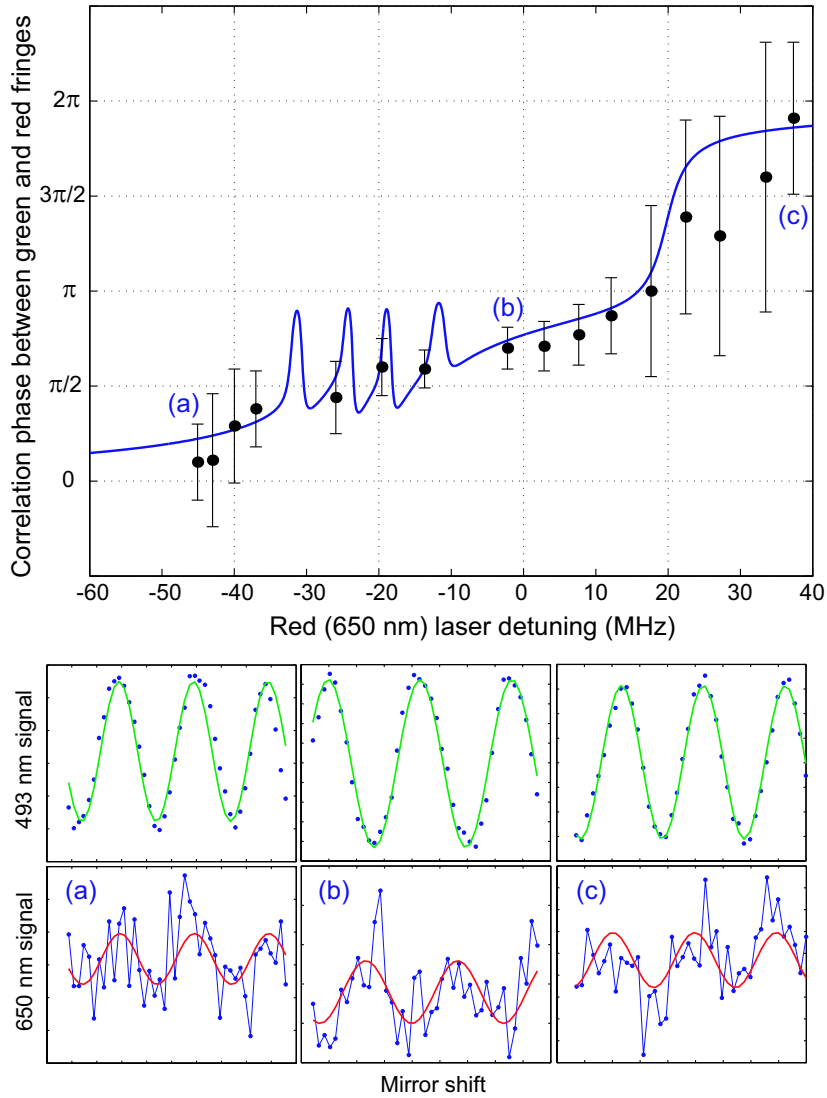 Correlation phase between green and red fringes
2π
3π/2
π
π/2
0
(a)
(b)
(c)
-60 -50 -40 -30 -20 -10 0 10 20 30 40
Red (650 nm) laser detuning (MHz)
493 nm signal
650 nm signal
(a) (b) (c)
Mirror shift